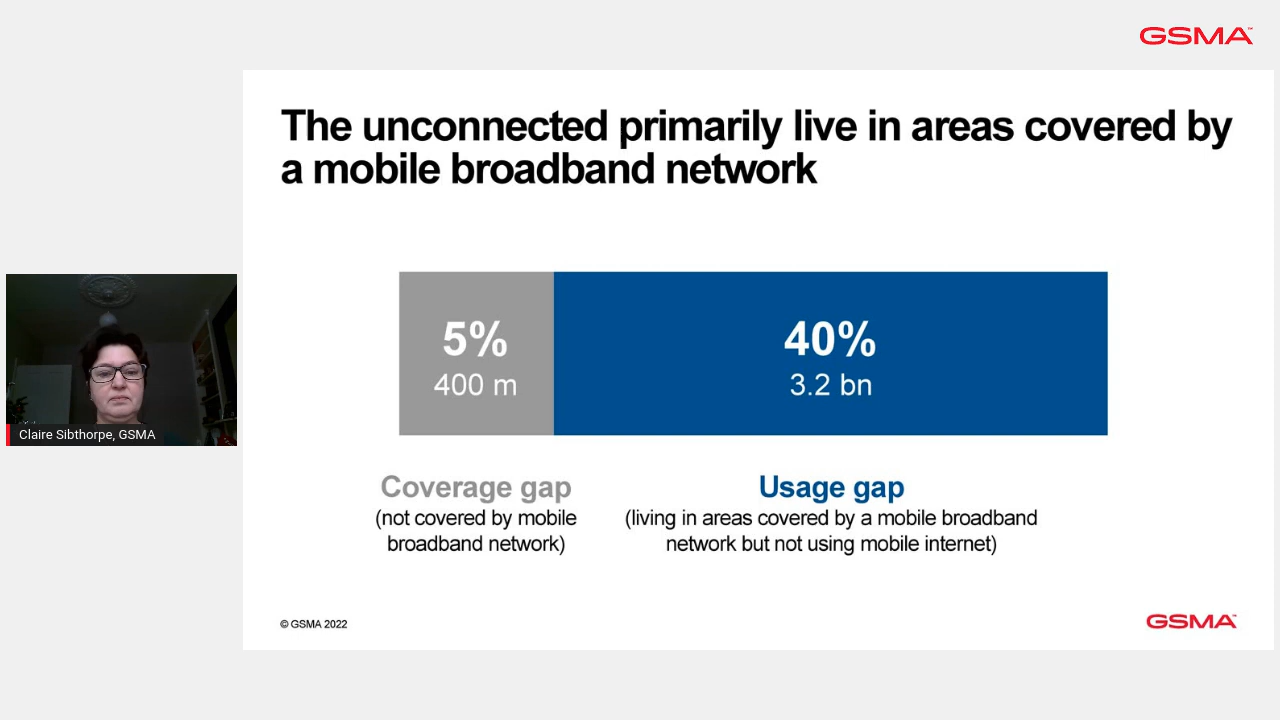 GSMA™
The unconnected primarily live in areas covered by
a mobile broadband network
5%
400 m
40%
3.2 bn
Coverage gap
(not covered by mobile
broadband network)
Usage gap
(living in areas covered by a mobile broadband
network but not using mobile internet)
Claire Sibthorpe, GSMA
© GSMA 2022
GSMA™